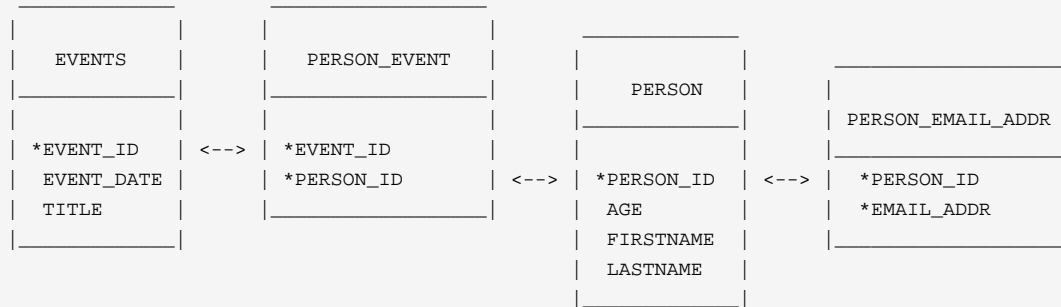 EVENTS
PERSON_EVENT
PERSON
PERSON_EMAIL_ADDR
*EVENT_ID <--> *EVENT_ID
EVENT_DATE *PERSON_ID <--> *PERSON_ID <--> *PERSON_ID
TITLE AGE *EMAIL_ADDR
FIRSTNAME
LASTNAME